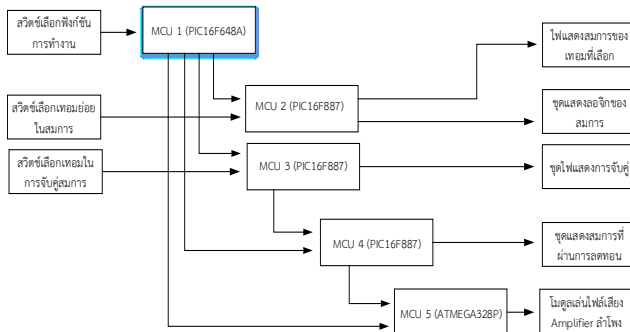 สวิตช์เลือกฟังก์ชัน
การทำงาน
MCU 1 (PIC16F648A)
ไฟแสดงสมการของ
เทอมที่เลือก
สวิตช์เลือกเทอมย่อย
ในสมการ
MCU 2 (PIC16F887)
ชุดแสดงลอจิกของ
สมการ
สวิตช์เลือกเทอมใน
การจับคู่สมการ
MCU 3 (PIC16F887)
ชุดไฟแสดงการจับคู่
MCU 4 (PIC16F887)
ชุดแสดงสมการที่
ผ่านการลดทอน
MCU 5 (ATMEGA328P)
โมดูลเล่นไฟล์เสียง
Amplifier ลำโพง